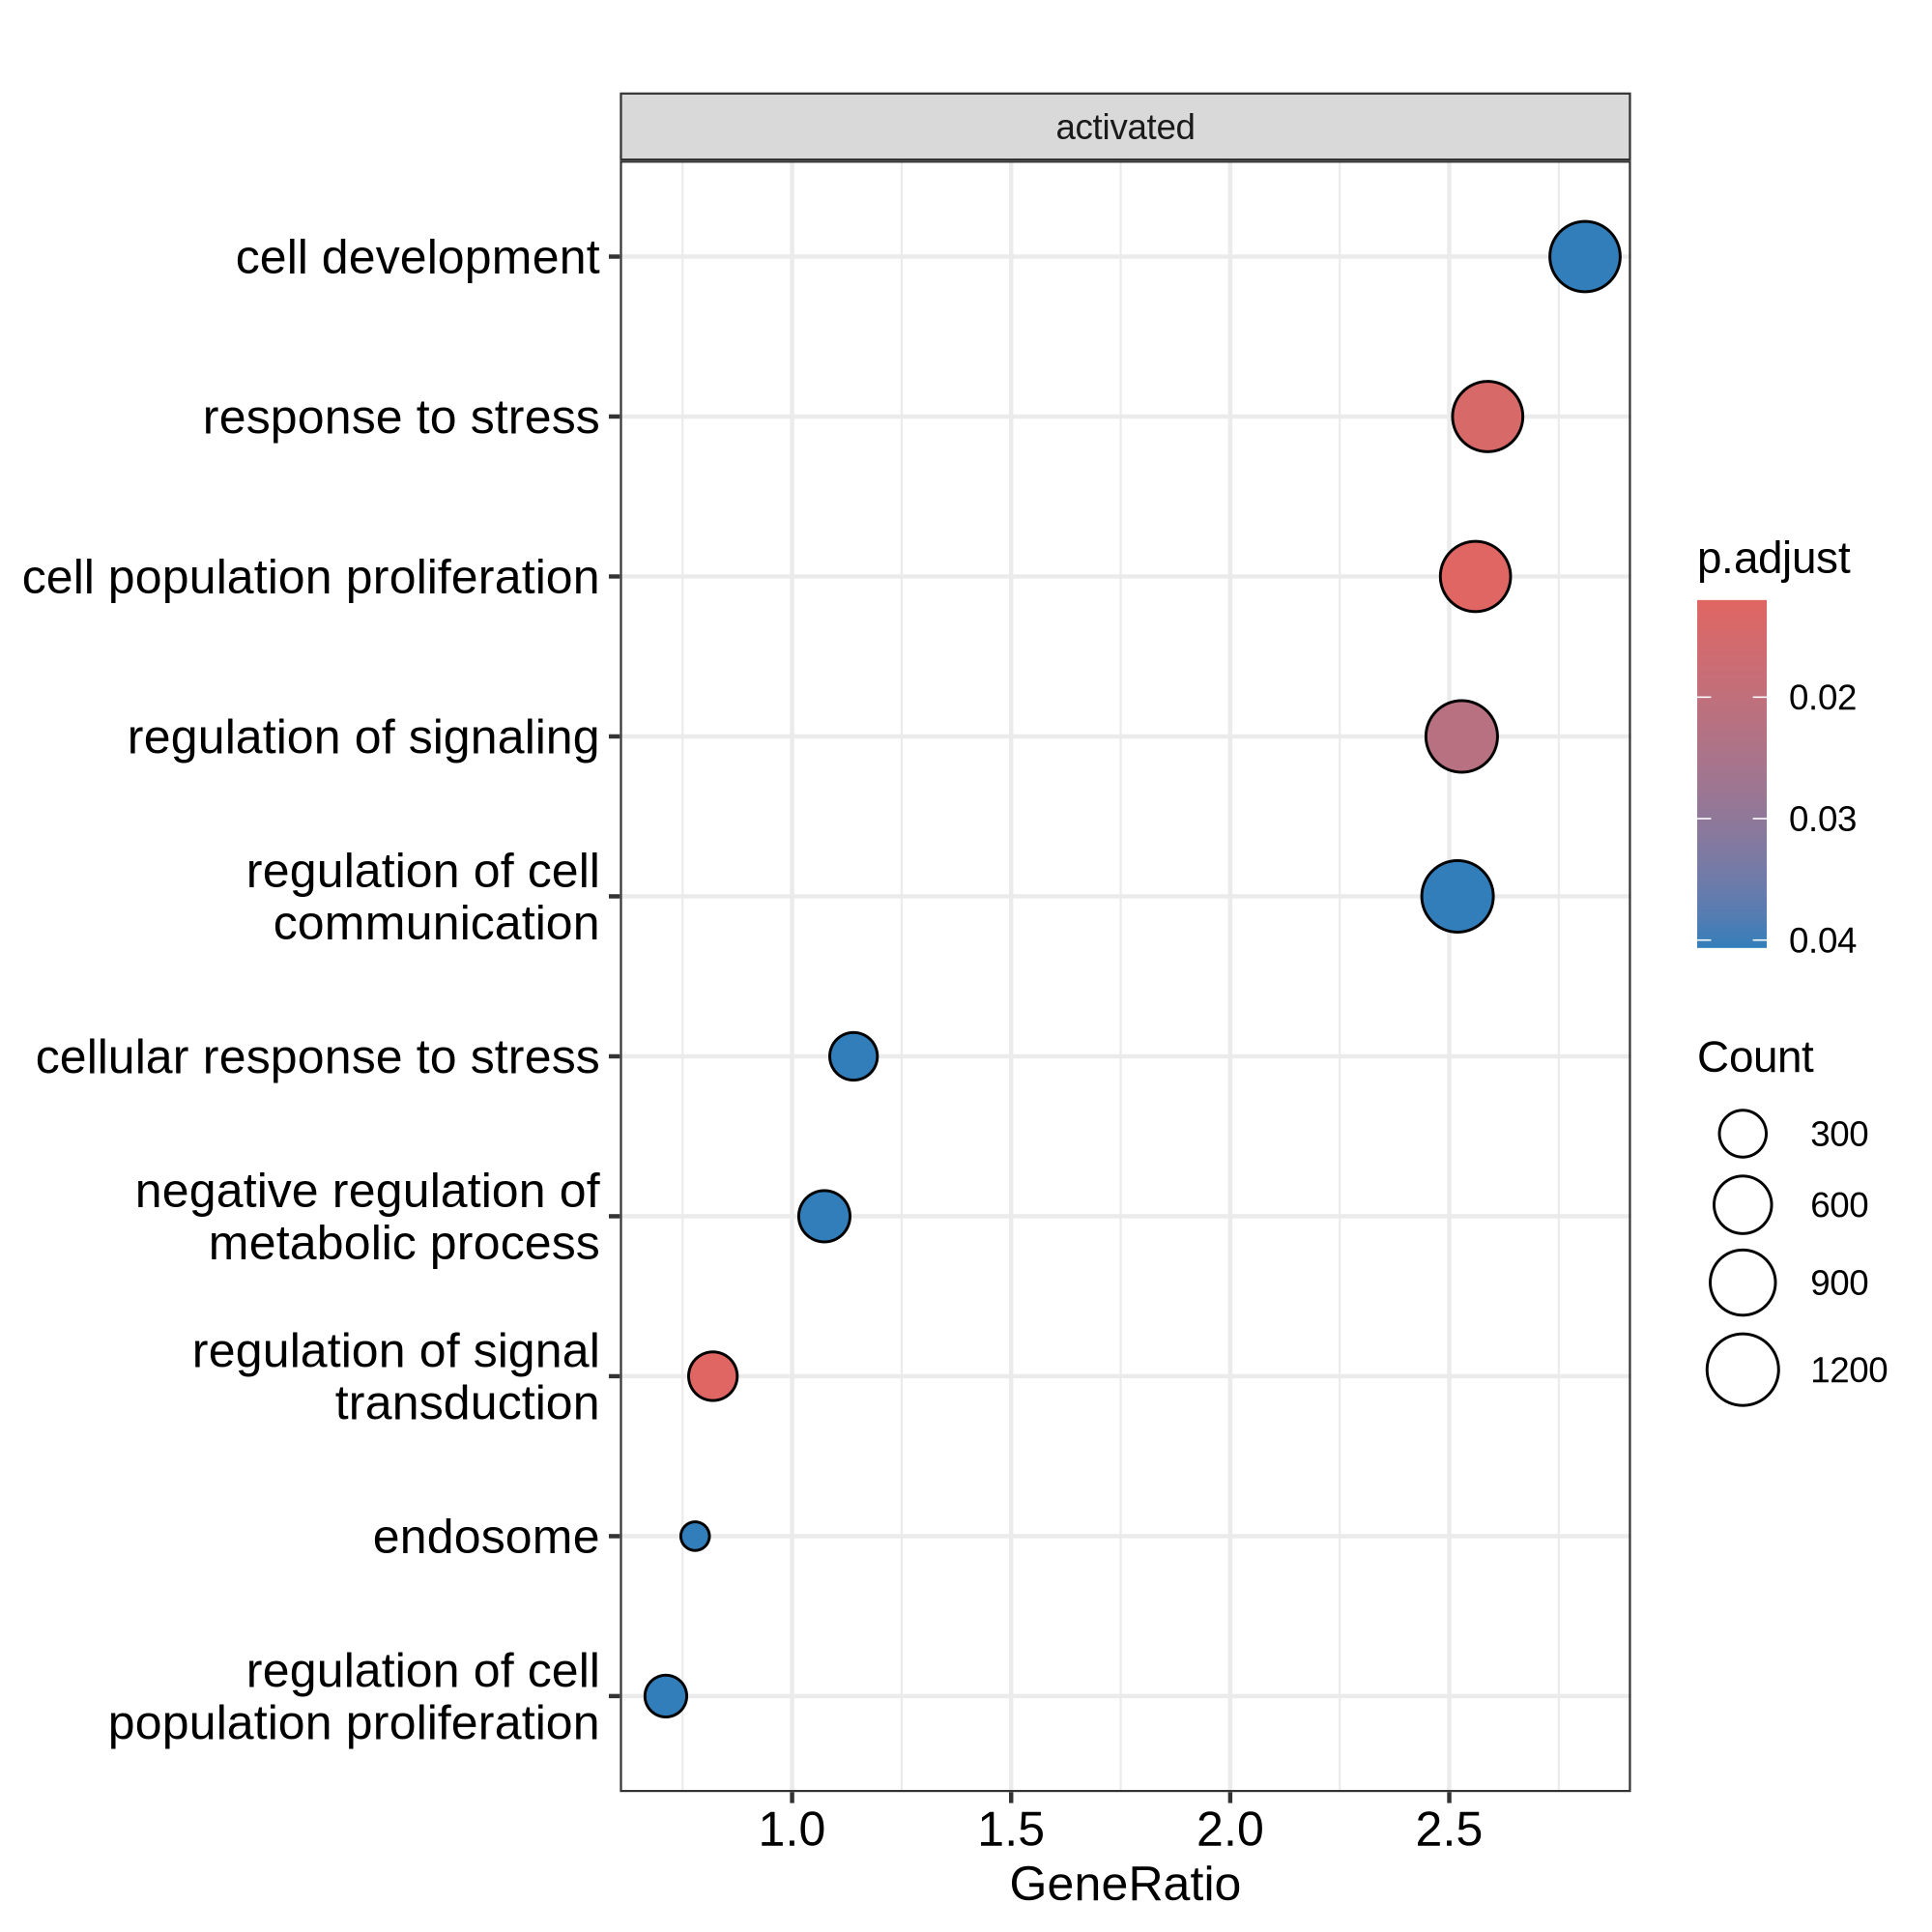 activated
cell development
response to stress
cell population proliferation
regulation of signaling
regulation of cell
communication
cellular response to stress
negative regulation of
metabolic process
regulation of signal
transduction
endosome
regulation of cell
population proliferation
1.0 1.5 2.0 2.5
GeneRatio
p.adjust
0.02
0.03
0.04
Count
300
600
900
1200